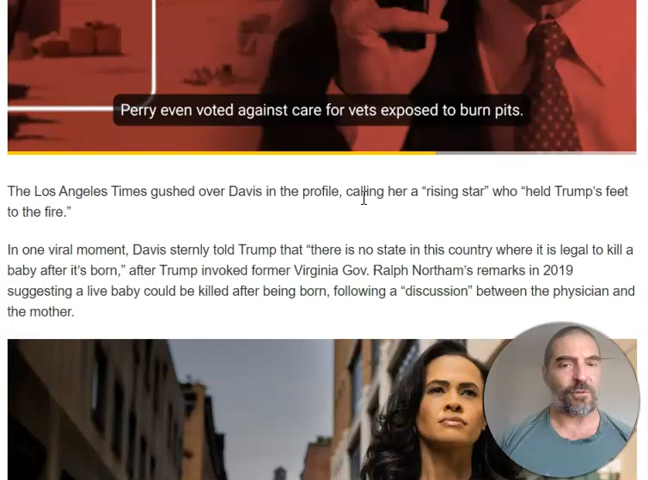 Perry even voted against care for vets exposed to burn pits.
The Los Angeles Times gushed over Davis in the profile, calling her a “rising star” who “held Trump's feet
to the fire.”
In one viral moment, Davis sternly told Trump that “there is no state in this country where it is legal to kill a
baby after it's born,” after Trump invoked former Virginia Gov. Ralph Northam's remarks in 2019
suggesting a live baby could be killed after being born, following a “discussion” between the physician and
the mother.